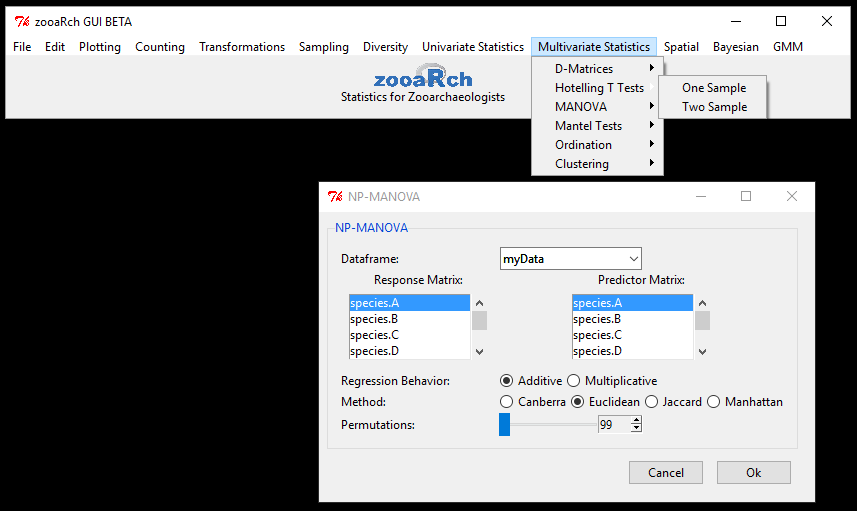 zooaRch GUI BETA
File Edit Plotting Counting Transformations Sampling Diversity Univariate Statistics Multivariate Statistics Spatial Bayesian GMM
zooaRch
Statistics for Zooarchaeologists
D-Matrices
Hotelling T Tests
MANOVA
Mantel Tests
Ordination
Clustering
One Sample
Two Sample
NP-MANOVA
NP-MANOVA
Dataframe: myData
Response Matrix: Predictor Matrix:
species.A species.A
species.B species.B
species.C species.C
species.D species.D
Regression Behavior: Additive Multiplicative
Method: Canberra Euclidean Jaccard Manhattan
Permutations: 99
Cancel Ok